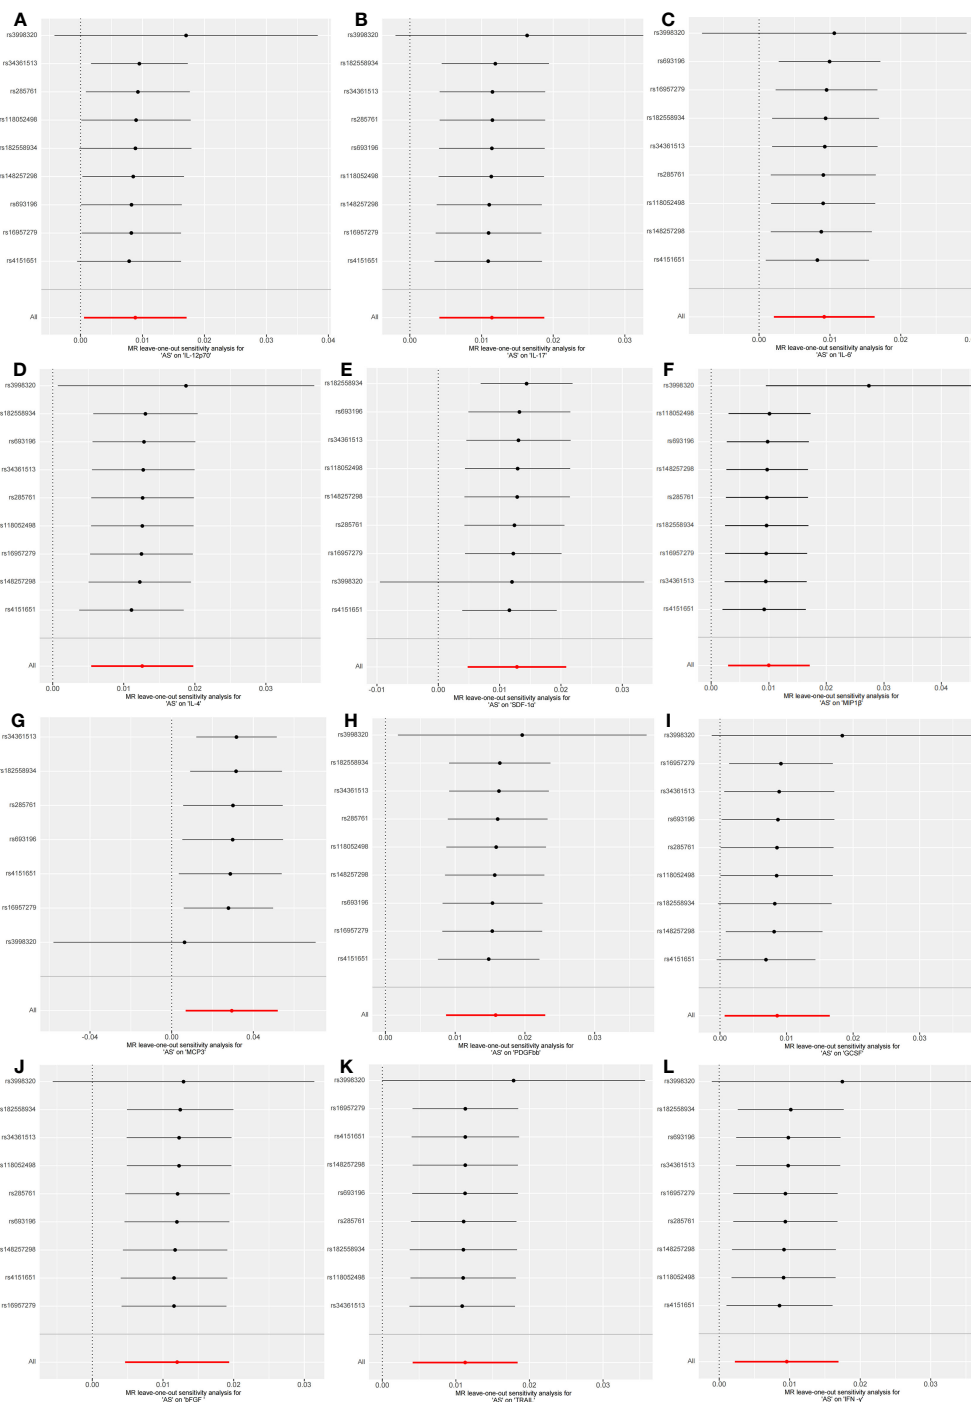 A
rs3998320
rs34361513
rs285761
rs118052498
rs182558934
rs148257298
rs693196
rs16957279
rs4151651
All
0.00 0.01 0.02 0.03 0.04
MR leave-one-out sensitivity analysis for
'AS' on 'IL-12p70'
B
rs3998320
rs182558934
rs34361513
rs285761
rs693196
rs118052498
rs148257298
rs16957279
rs4151651
All
0.00 0.01 0.02 0.03
MR leave-one-out sensitivity analysis for
'AS' on 'IL-17'
C
rs3998320
rs693196
rs16957279
rs182558934
rs34361513
rs285761
rs118052498
rs148257298
rs4151651
All
0.00 0.01 0.02
MR leave-one-out sensitivity analysis for
'AS' on 'IL-6'
D
rs3998320
rs182558934
rs693196
rs34361513
rs285761
rs118052498
rs16957279
rs148257298
rs4151651
All
0.00 0.01 0.02 0.03
MR leave-one-out sensitivity analysis for
'AS' on 'IL-4'
E
rs182558934
rs693196
rs34361513
rs118052498
rs148257298
rs285761
rs16957279
rs3998320
rs4151651
All
-0.01 0.00 0.01 0.02 0.03
MR leave-one-out sensitivity analysis for
'AS' on 'SDF-1α'
F
rs3998320
rs118052498
rs693196
rs148257298
rs285761
rs182558934
rs16957279
rs34361513
rs4151651
All
0.00 0.01 0.02 0.03 0.04
MR leave-one-out sensitivity analysis for
'AS' on 'MIP1β'
G
rs34361513
rs182558934
rs285761
rs693196
rs4151651
rs16957279
rs3998320
All
-0.04 0.00 0.04
MR leave-one-out sensitivity analysis for
'AS' on 'MCP3'
H
rs3998320
rs182558934
rs34361513
rs285761
rs118052498
rs148257298
rs693196
rs16957279
rs4151651
All
0.00 0.01 0.02 0.03
MR leave-one-out sensitivity analysis for
'AS' on 'PDGFbb'
I
rs3998320
rs16957279
rs34361513
rs693196
rs285761
rs118052498
rs182558934
rs148257298
rs4151651
All
0.00 0.01 0.02 0.03
MR leave-one-out sensitivity analysis for
'AS' on 'GCSF'
J
rs3998320
rs182558934
rs34361513
rs118052498
rs285761
rs693196
rs148257298
rs4151651
rs16957279
All
0.00 0.01 0.02 0.03
MR leave-one-out sensitivity analysis for
'AS' on 'bFGF '
K
rs3998320
rs16957279
rs4151651
rs148257298
rs693196
rs285761
rs182558934
rs118052498
rs34361513
All
0.00 0.01 0.02 0.03
MR leave-one-out sensitivity analysis for
'AS' on 'TRAIL'
L
rs3998320
rs182558934
rs693196
rs34361513
rs16957279
rs285761
rs148257298
rs118052498
rs4151651
All
0.00 0.01 0.02 0.03
MR leave-one-out sensitivity analysis for
'AS' on 'IFN -γ'